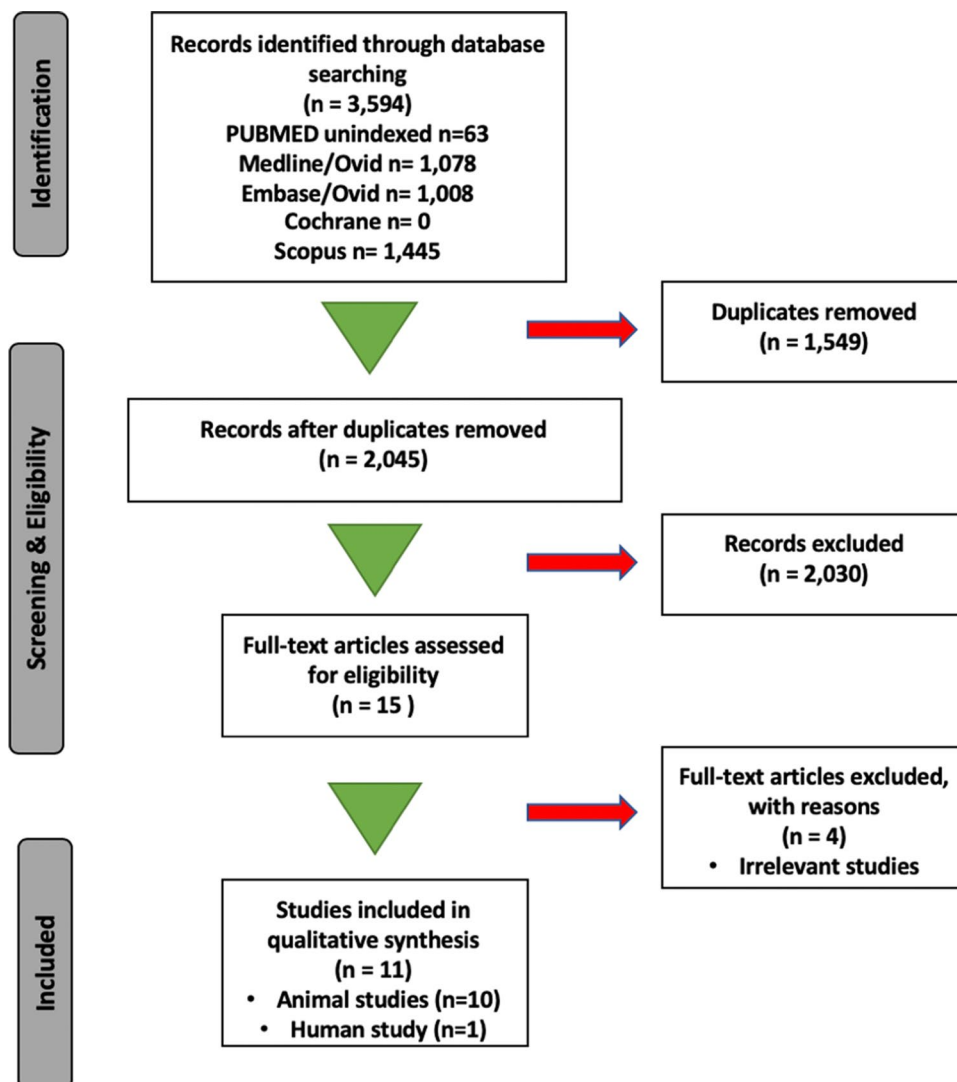 Identification
Records identified through database
searching
(n = 3,594)
PUBMED unindexed n=63
Medline/Ovid n= 1,078
Embase/Ovid n= 1,008
Cochrane n= 0
Scopus n= 1,445
Duplicates removed
(n = 1,549)
Screening & Eligibility
Records after duplicates removed
(n = 2,045)
Records excluded
(n = 2,030)
Full-text articles assessed
for eligibility
(n = 15 )
Full-text articles excluded,
with reasons
(n = 4)
• Irrelevant studies
Included
Studies included in
qualitative synthesis
(n = 11)
• Animal studies (n=10)
• Human study (n=1)